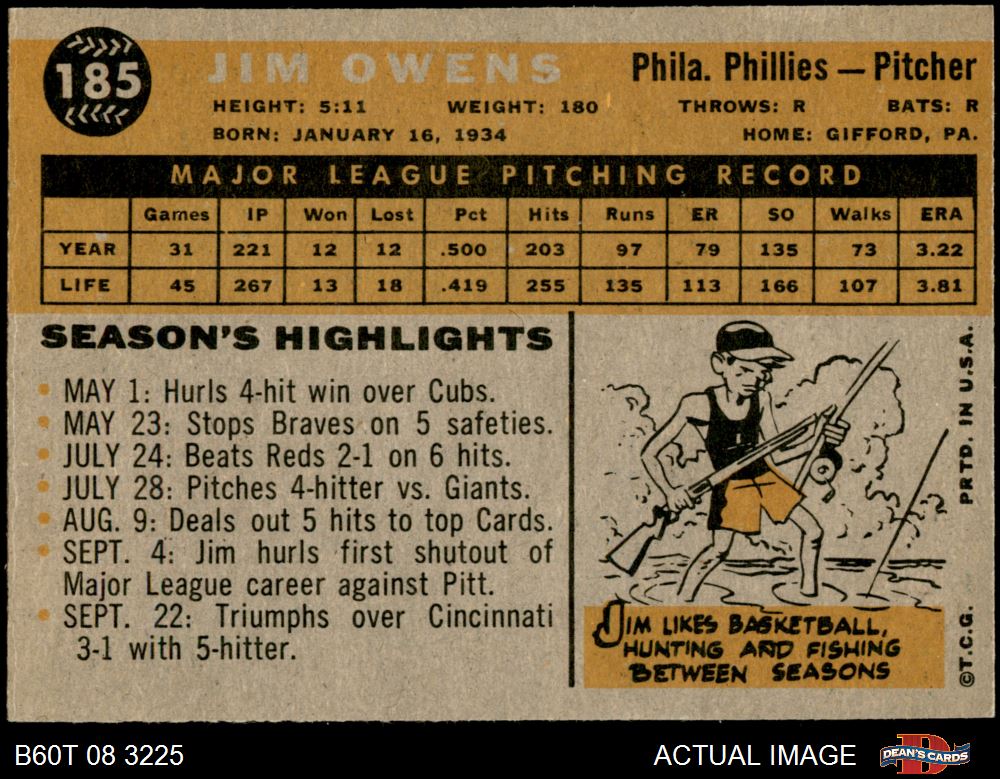 185
JIM OWENS
Phila. Phillies — Pitcher
HEIGHT: 5:11 WEIGHT: 180 THROWS: R BATS: R
BORN: JANUARY 16, 1934 HOME: GIFFORD, PA.
MAJOR LEAGUE PITCHING RECORD
Games IP Won Lost Pct Hits Runs ER SO Walks ERA
YEAR 31 221 12 12 .500 203 97 79 135 73 3.22
LIFE 45 267 13 18 .419 255 135 113 166 107 3.81
SEASON'S HIGHLIGHTS
• MAY 1: Hurls 4-hit win over Cubs.
• MAY 23: Stops Braves on 5 safeties.
• JULY 24: Beats Reds 2-1 on 6 hits.
• JULY 28: Pitches 4-hitter vs. Giants.
• AUG. 9: Deals out 5 hits to top Cards.
• SEPT. 4: Jim hurls first shutout of
Major League career against Pitt.
• SEPT. 22: Triumphs over Cincinnati
3-1 with 5-hitter.
JIM LIKES BASKETBALL,
HUNTING AND FISHING
BETWEEN SEASONS
©T.C.G. PRTD. IN U.S.A.
B60T 08 3225 ACTUAL IMAGE
DEAN'S CARDS